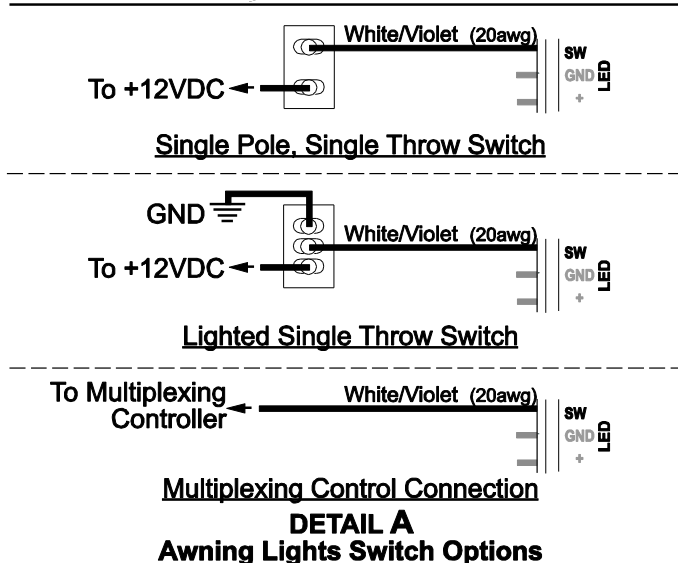 White/Violet (20awg)
SW
GND
+
LED
To +12VDC
Single Pole, Single Throw Switch
GND
White/Violet (20awg)
SW
GND
+
LED
To +12VDC
Lighted Single Throw Switch
To Multiplexing
Controller
White/Violet (20awg)
SW
GND
+
LED
Multiplexing Control Connection
DETAIL A
Awning Lights Switch Options